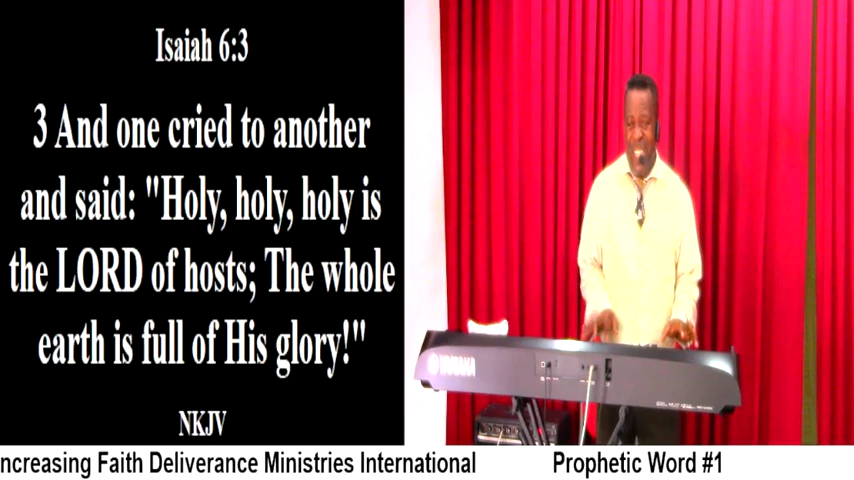 Isaiah 6:3
3 And one cried to another
and said: "Holy, holy, holy is
the LORD of hosts; The whole
earth is full of His glory!"
NKJV
YAMAHA
ncreasing Faith Deliverance Ministries International Prophetic Word #1